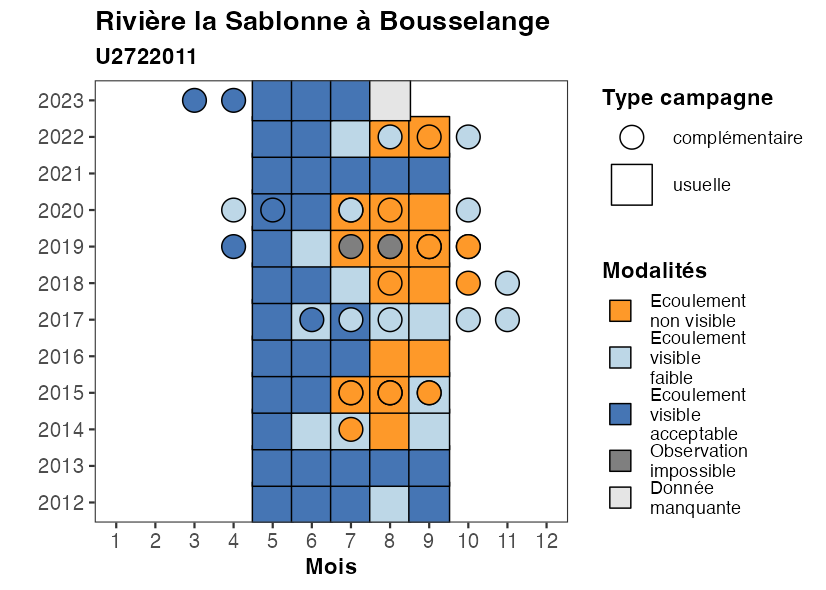 Rivière la Sablonne à Bousselange
U2722011
2023
2022
2021
2020
2019
2018
2017
2016
2015
2014
2013
2012
1 2 3 4 5 6 7 8 9 10 11 12
Mois
Type campagne
complémentaire
usuelle
Modalités
Ecoulement
non visible
Ecoulement
visible
faible
Ecoulement
visible
acceptable
Observation
impossible
Donnée
manquante